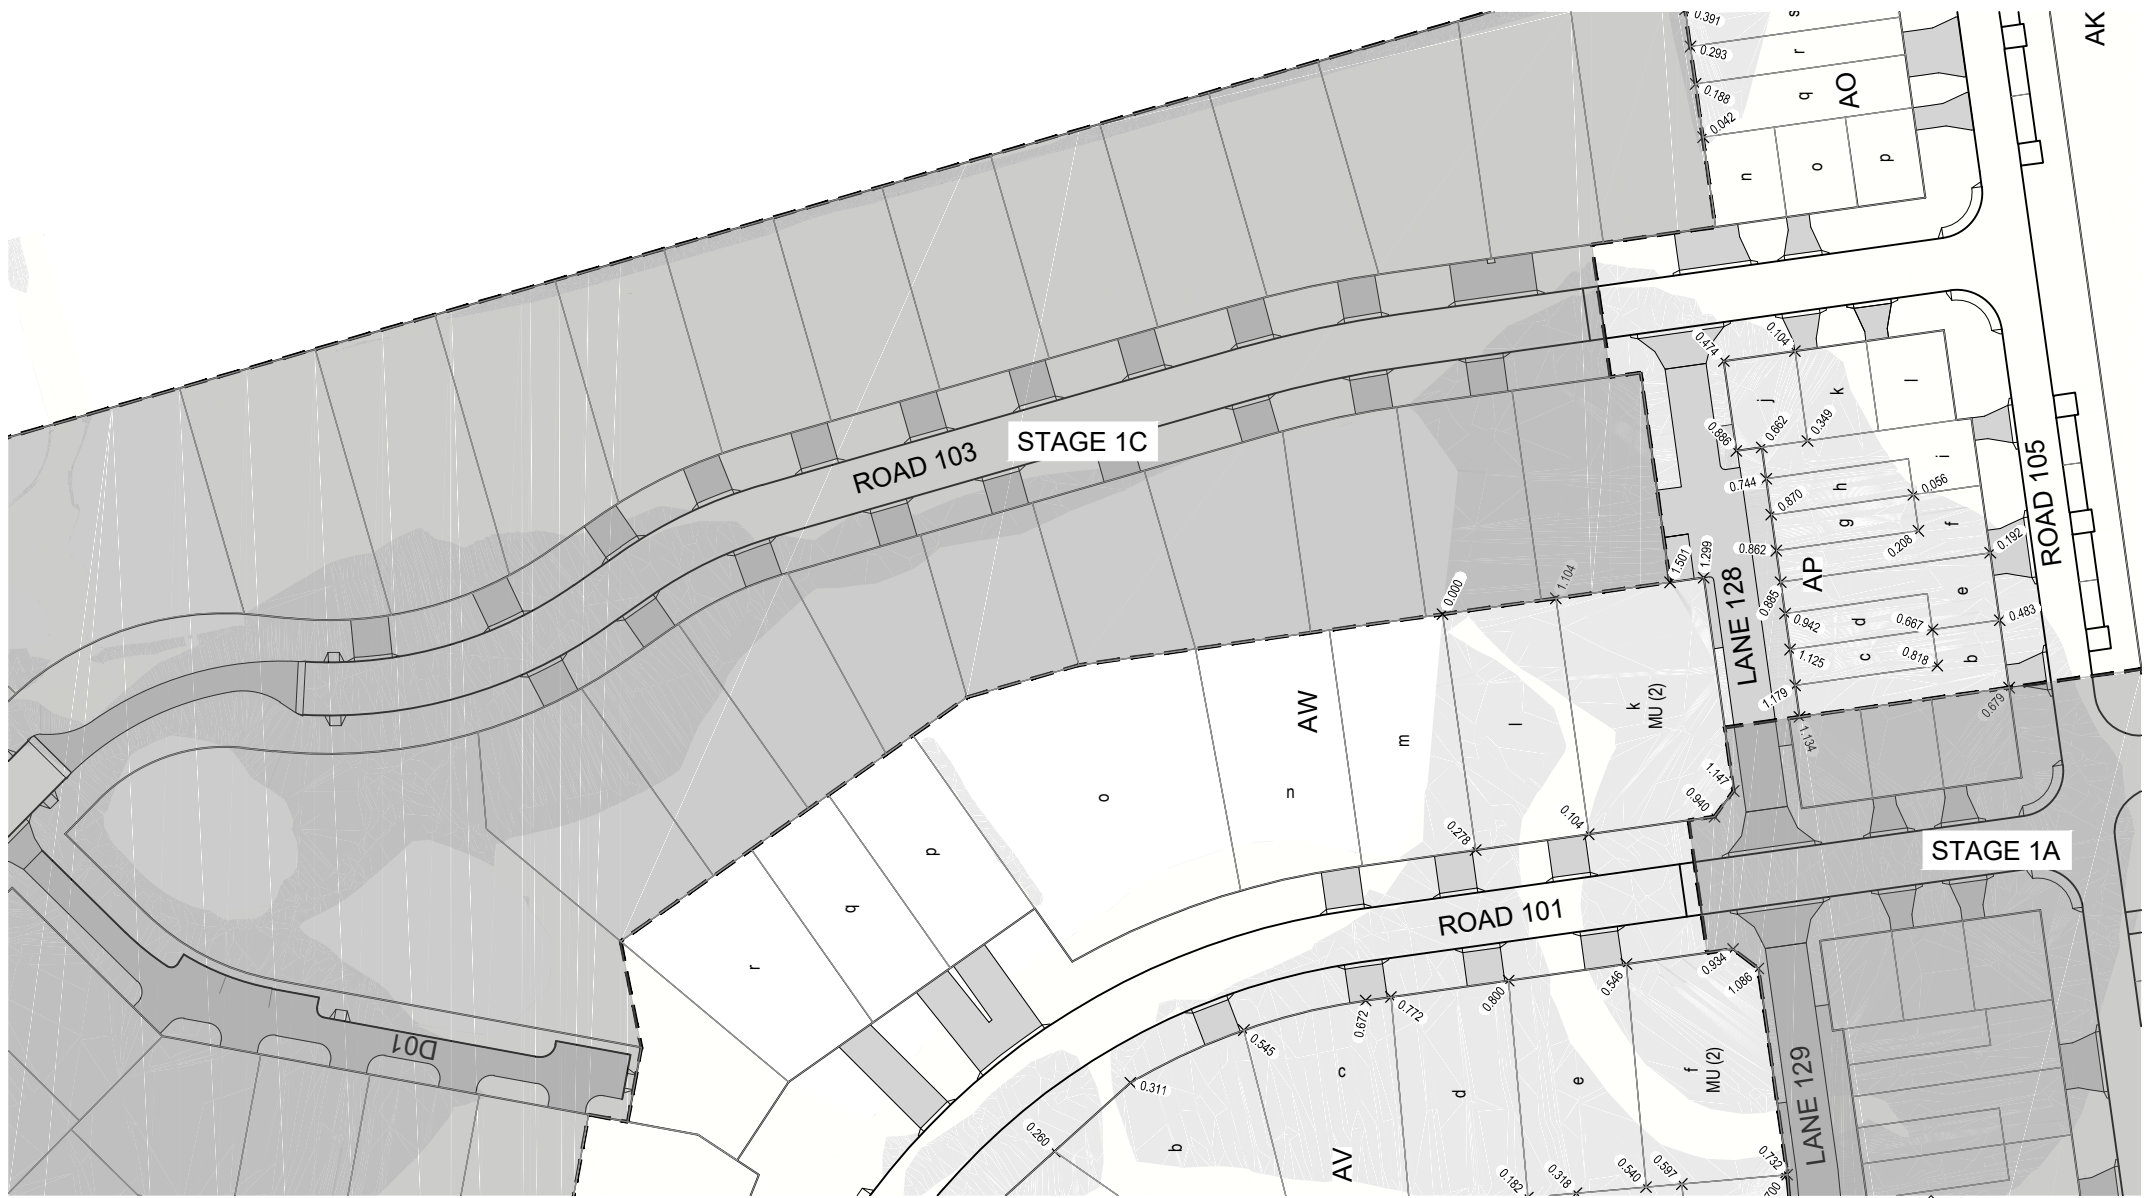 0.391
s
0.293
r
AK
0.188
q
AO
0.042
n
o
p
0.474
0.104
j
k
l
0.886
0.662
0.349
STAGE 1C
ROAD 103
0.744
h
0.056
i
0.870
g
f
0.862
0.208
0.192
ROAD 105
1.501
1.299
AP
0.885
e
0.000
1.104
LANE 128
0.942
d
0.667
0.483
1.125
c
0.818
b
1.179
0.679
1.134
AW
m
l
k
MU (2)
o
n
1.147
0.940
0.278
0.104
p
q
r
STAGE 1A
ROAD 101
0.934
1.086
0.546
0.800
0.772
0.672
0.545
0.311
0.260
D01
c
d
e
f
MU (2)
b
AV
LANE 129
0.182
0.318
0.540
0.597
0.732